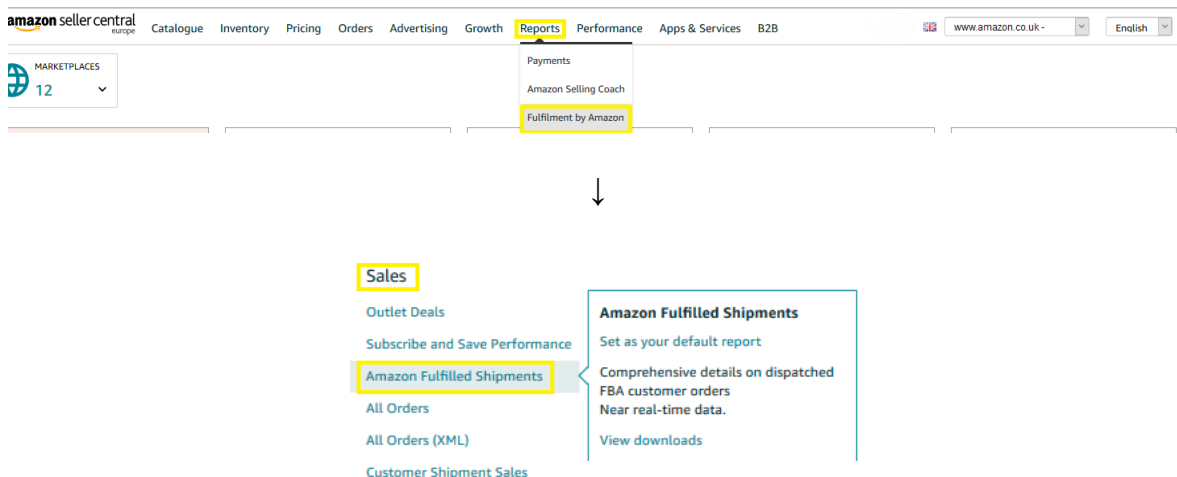 amazon seller central
europe
Catalogue Inventory Pricing Orders Advertising Growth Reports Performance Apps & Services B2B
www.amazon.co.uk -
English
MARKETPLACES
12
Payments
Amazon Selling Coach
Fulfilment by Amazon
↓
Sales
Outlet Deals
Subscribe and Save Performance
Amazon Fulfilled Shipments
All Orders
All Orders (XML)
Customer Shipment Sales
Amazon Fulfilled Shipments
Set as your default report
Comprehensive details on dispatched
FBA customer orders
Near real-time data.
View downloads